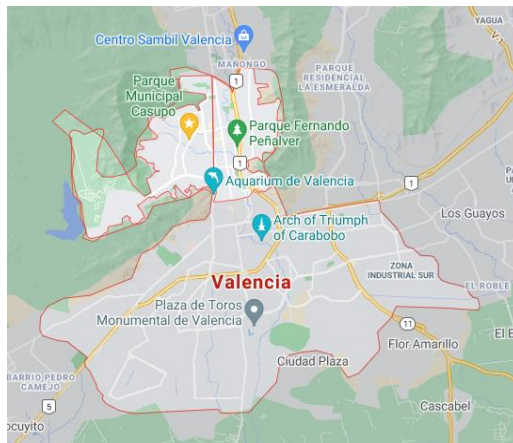 YAGUA
V-1
Centro Sambil Valencia
MAÑONGO
PARQUE
RESIDENCIAL
LA ESMERALDA
1
Parque
Municipal
Casupo
Parque Fernando
Peñalver
1
Aquarium de Valencia
1
Los Guayos
Arch of Triumph
of Carabobo
ZONA
INDUSTRIAL SUR
Valencia
EL ROBLE
Plaza de Toros
Monumental de Valencia
11
Flor Amarillo
Ciudad Plaza
BARRIO PEDRO
CAMEJO
5
Cascabel
ocuyito